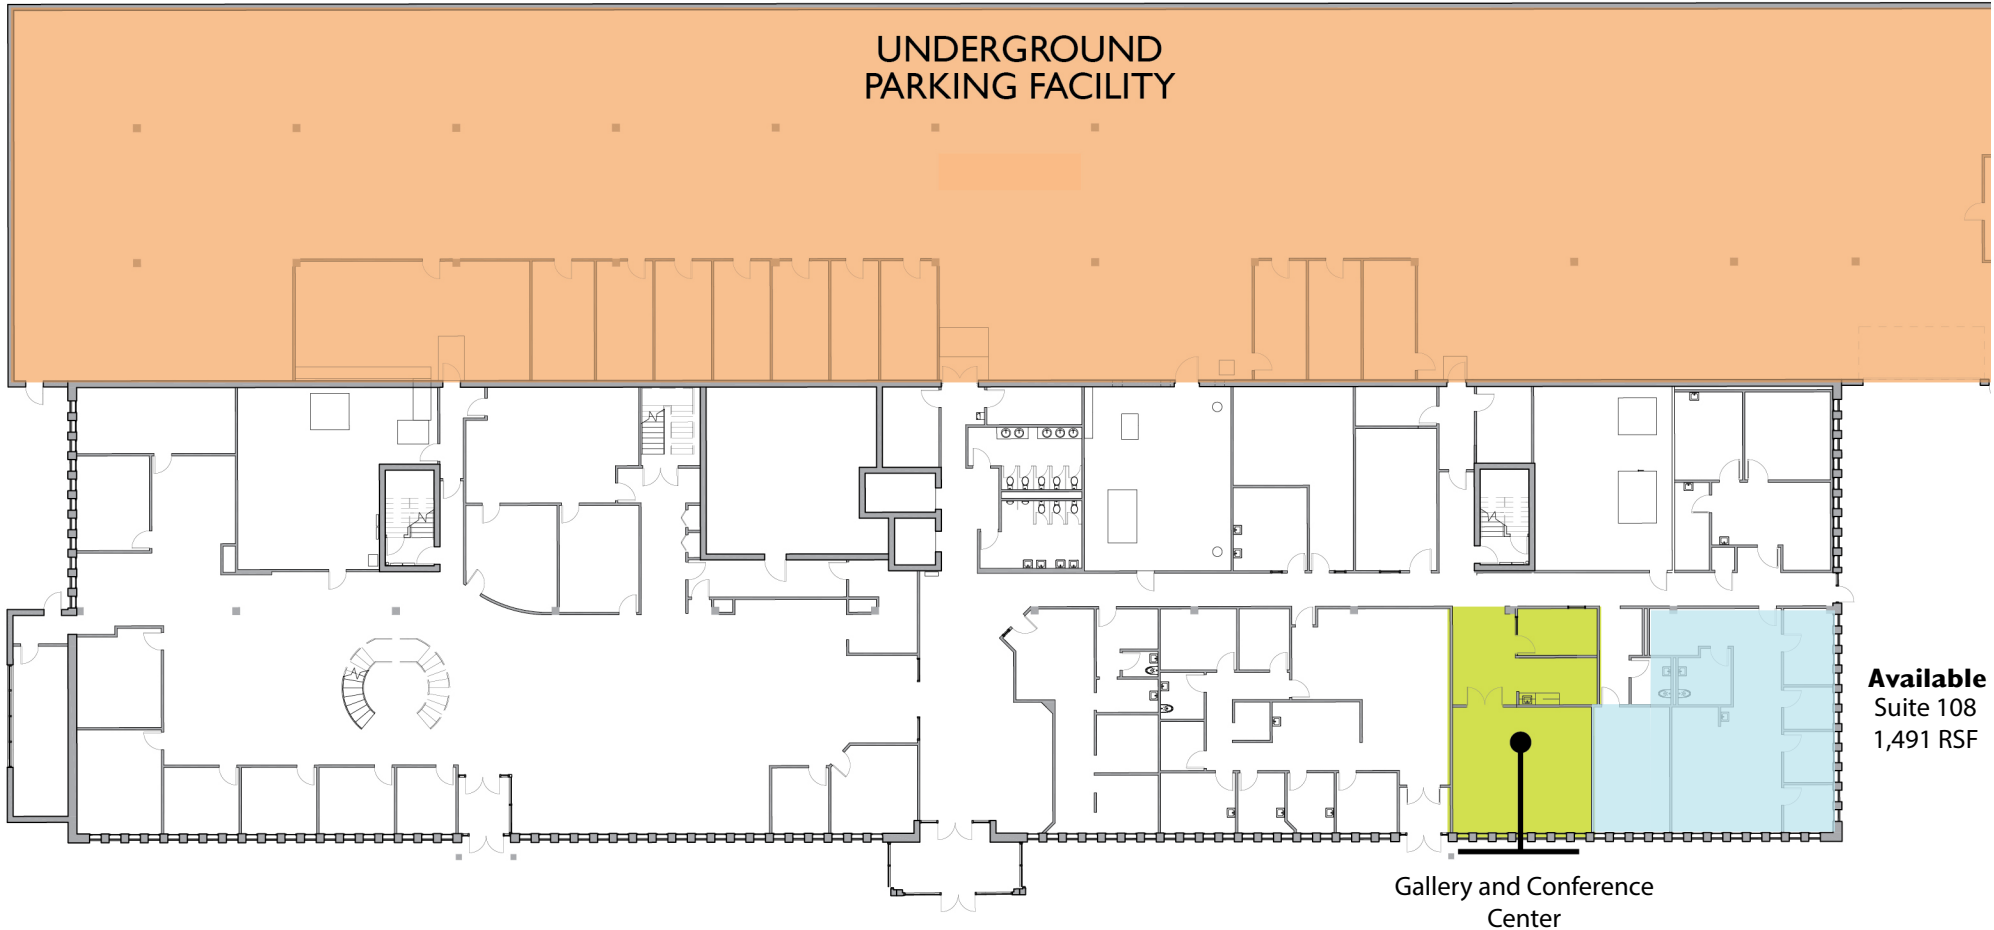 UNDERGROUND
PARKING FACILITY
Available
Suite 108
1,491 RSF
Gallery and Conference
Center